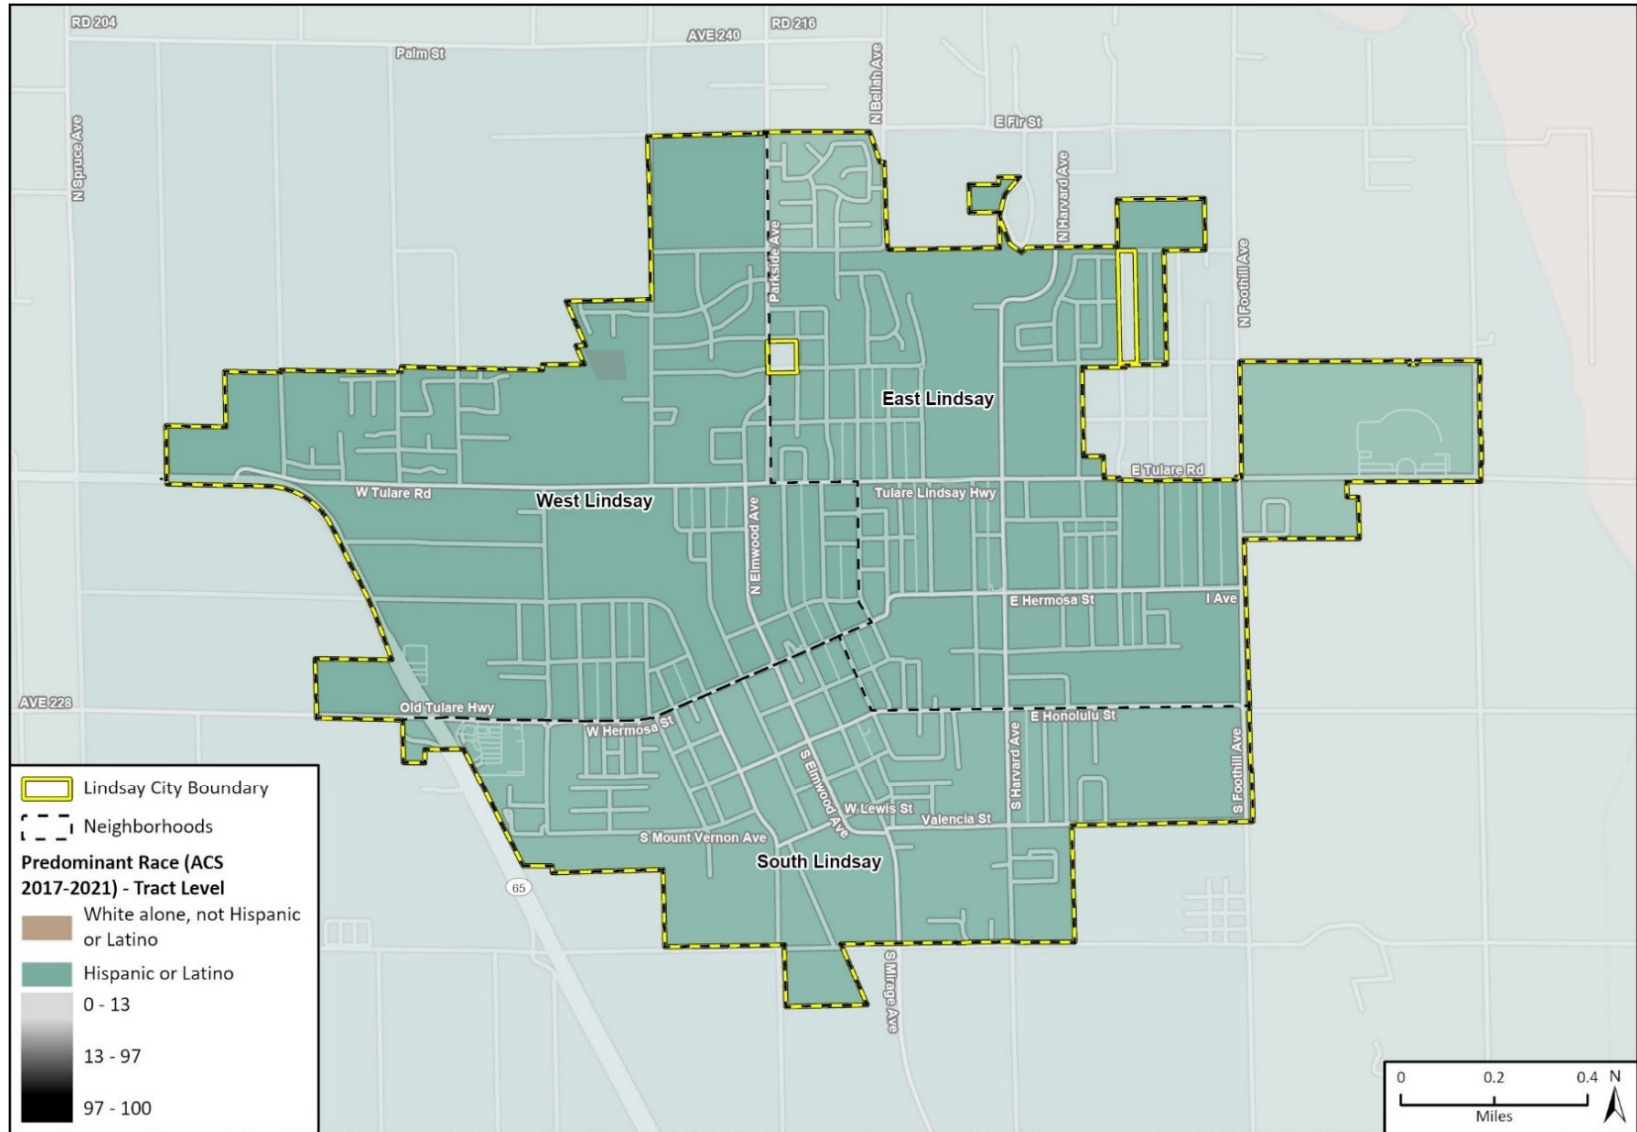 RD 204
RD 216
AVE 240
Palm St
N Bellah Ave
E Fir St
N Spruce Ave
N Harvard Ave
Parkside Ave
N Foothill Ave
East Lindsay
E Tulare Rd
W Tulare Rd
West Lindsay
Tulare Lindsay Hwy
N Elmwood Ave
E Hermosa St
I Ave
AVE 228
Old Tulare Hwy
W Hermosa St
E Honolulu St
S Harvard Ave
S Foothill Ave
S Elmwood Ave
W Lewis St
Valencia St
S Mount Vernon Ave
South Lindsay
65
S Mirage Ave
Lindsay City Boundary
Neighborhoods
Predominant Race (ACS
2017-2021) - Tract Level
White alone, not Hispanic
or Latino
Hispanic or Latino
0 - 13
13 - 97
97 - 100
0 0.2 0.4 N
Miles